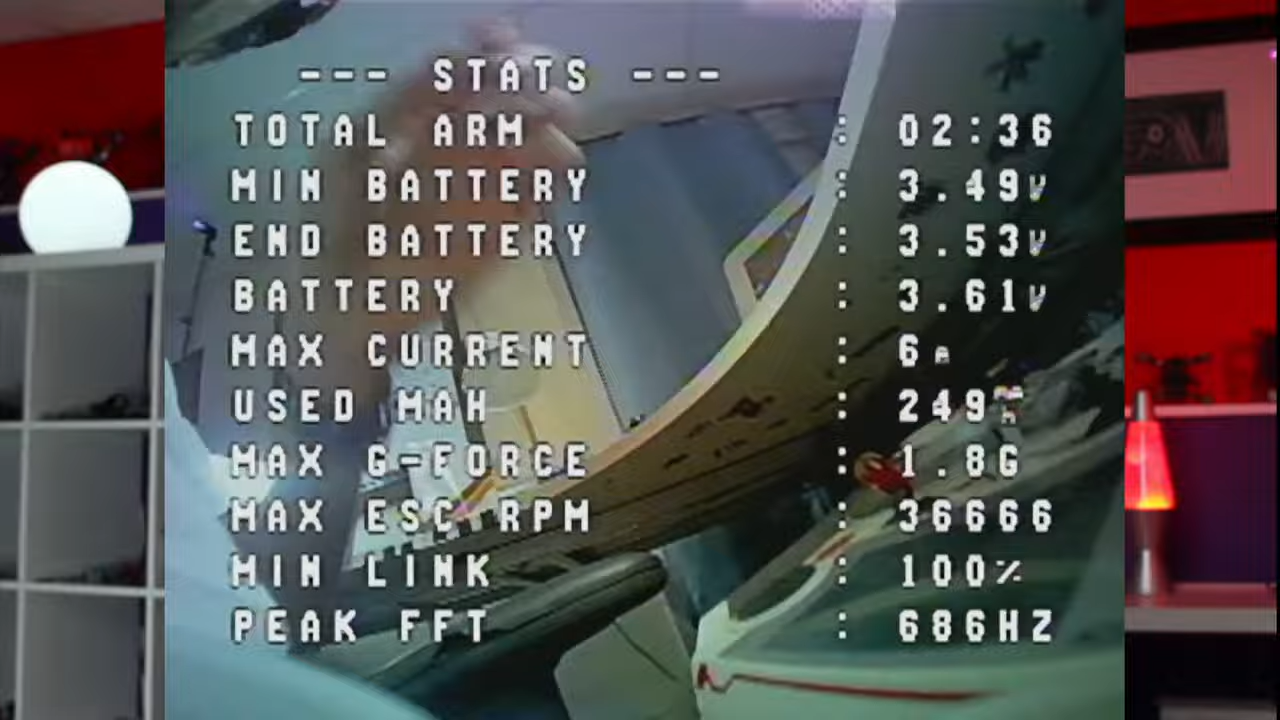 --- STATS ---
TOTAL ARM : 02:36
MIN BATTERY : 3.49V
END BATTERY : 3.53V
BATTERY : 3.61V
MAX CURRENT : 6A
USED MAH : 249
MAX G-FORCE : 1.8G
MAX ESC RPM : 36666
MIN LINK : 100%
PEAK FFT : 686HZ